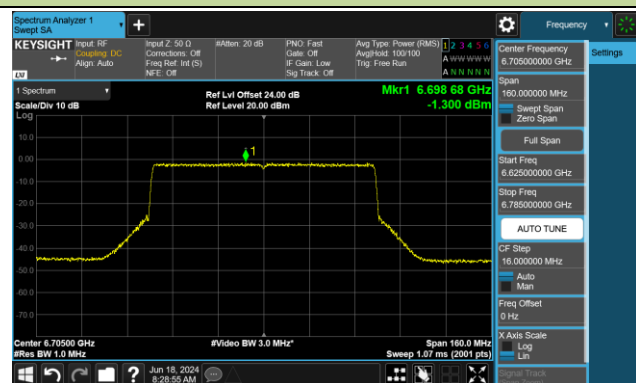 Spectrum Analyzer 1
Swept SA
Frequency
KEYSIGHT
Input: RF
Coupling: DC
Align: Auto
Input Z: 50 Ω
Corrections: Off
Freq Ref: Int (S)
NFE: Off
#Atten: 20 dB
PNO: Fast
Gate: Off
IF Gain: Low
Sig Track: Off
Avg Type: Power (RMS)
Avg|Hold: 100/100
Trig: Free Run
1 2 3 4 5 6
A W W W W W
A N N N N N
LXI
1 Spectrum
Scale/Div 10 dB
Ref Lvl Offset 24.00 dB
Ref Level 20.00 dBm
Mkr1 6.698 68 GHz
-1.300 dBm
Log
10.0
0.00
-10.0
-20.0
-30.0
-40.0
-50.0
-60.0
-70.0
1
Center 6.70500 GHz
#Res BW 1.0 MHz
#Video BW 3.0 MHz*
Span 160.0 MHz
Sweep 1.07 ms (2001 pts)
Jun 18, 2024
8:28:55 AM
Center Frequency
6.705000000 GHz
Settings
Span
160.000000 MHz
Swept Span
Zero Span
Full Span
Start Freq
6.625000000 GHz
Stop Freq
6.785000000 GHz
AUTO TUNE
CF Step
16.000000 MHz
Auto
Man
Freq Offset
0 Hz
X Axis Scale
Log
Lin
Signal Track